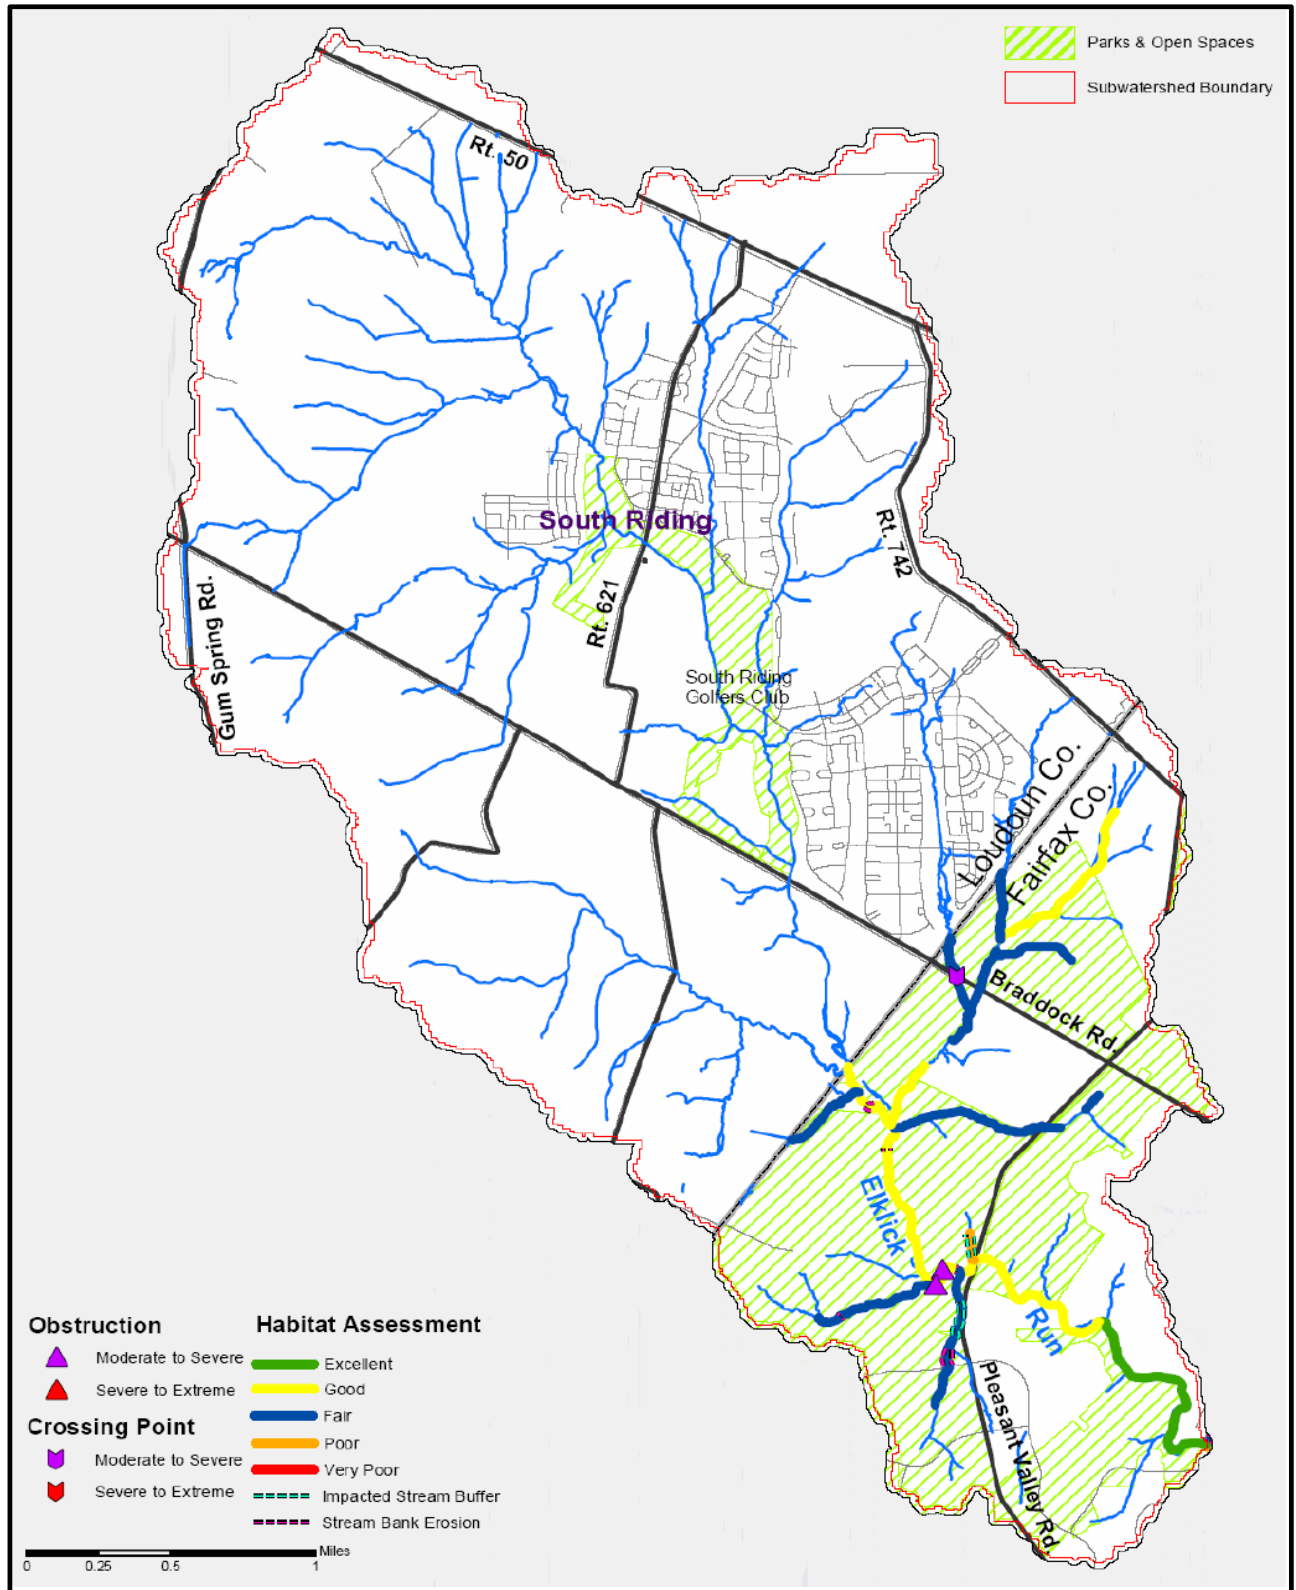 Parks & Open Spaces
Subwatershed Boundary
Rt. 50
South Riding
Rt. 742
Rt. 621
Gum Spring Rd.
South Riding
Golfers Club
Loudoun Co.
Fairfax Co.
Braddock Rd.
Elklick
Run
Pleasant Valley Rd
Obstruction
Moderate to Severe
Severe to Extreme
Crossing Point
Moderate to Severe
Severe to Extreme
Habitat Assessment
Excellent
Good
Fair
Poor
Very Poor
Impacted Stream Buffer
Stream Bank Erosion
Miles
0 0.25 0.5 1